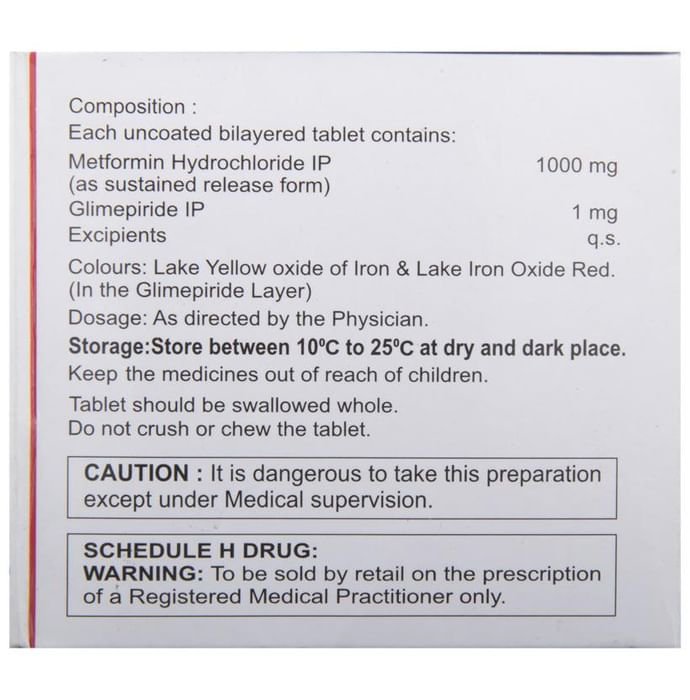 Composition :
Each uncoated bilayered tablet contains:
Metformin Hydrochloride IP 1000 mg
(as sustained release form)
Glimepiride IP 1 mg
Excipients q.s.
Colours: Lake Yellow oxide of Iron & Lake Iron Oxide Red.
(In the Glimepiride Layer)
Dosage: As directed by the Physician.
Storage:Store between 10⁰C to 25⁰C at dry and dark place.
Keep the medicines out of reach of children.
Tablet should be swallowed whole.
Do not crush or chew the tablet.
CAUTION : It is dangerous to take this preparation
except under Medical supervision.
SCHEDULE H DRUG:
WARNING: To be sold by retail on the prescription
of a Registered Medical Practitioner only.